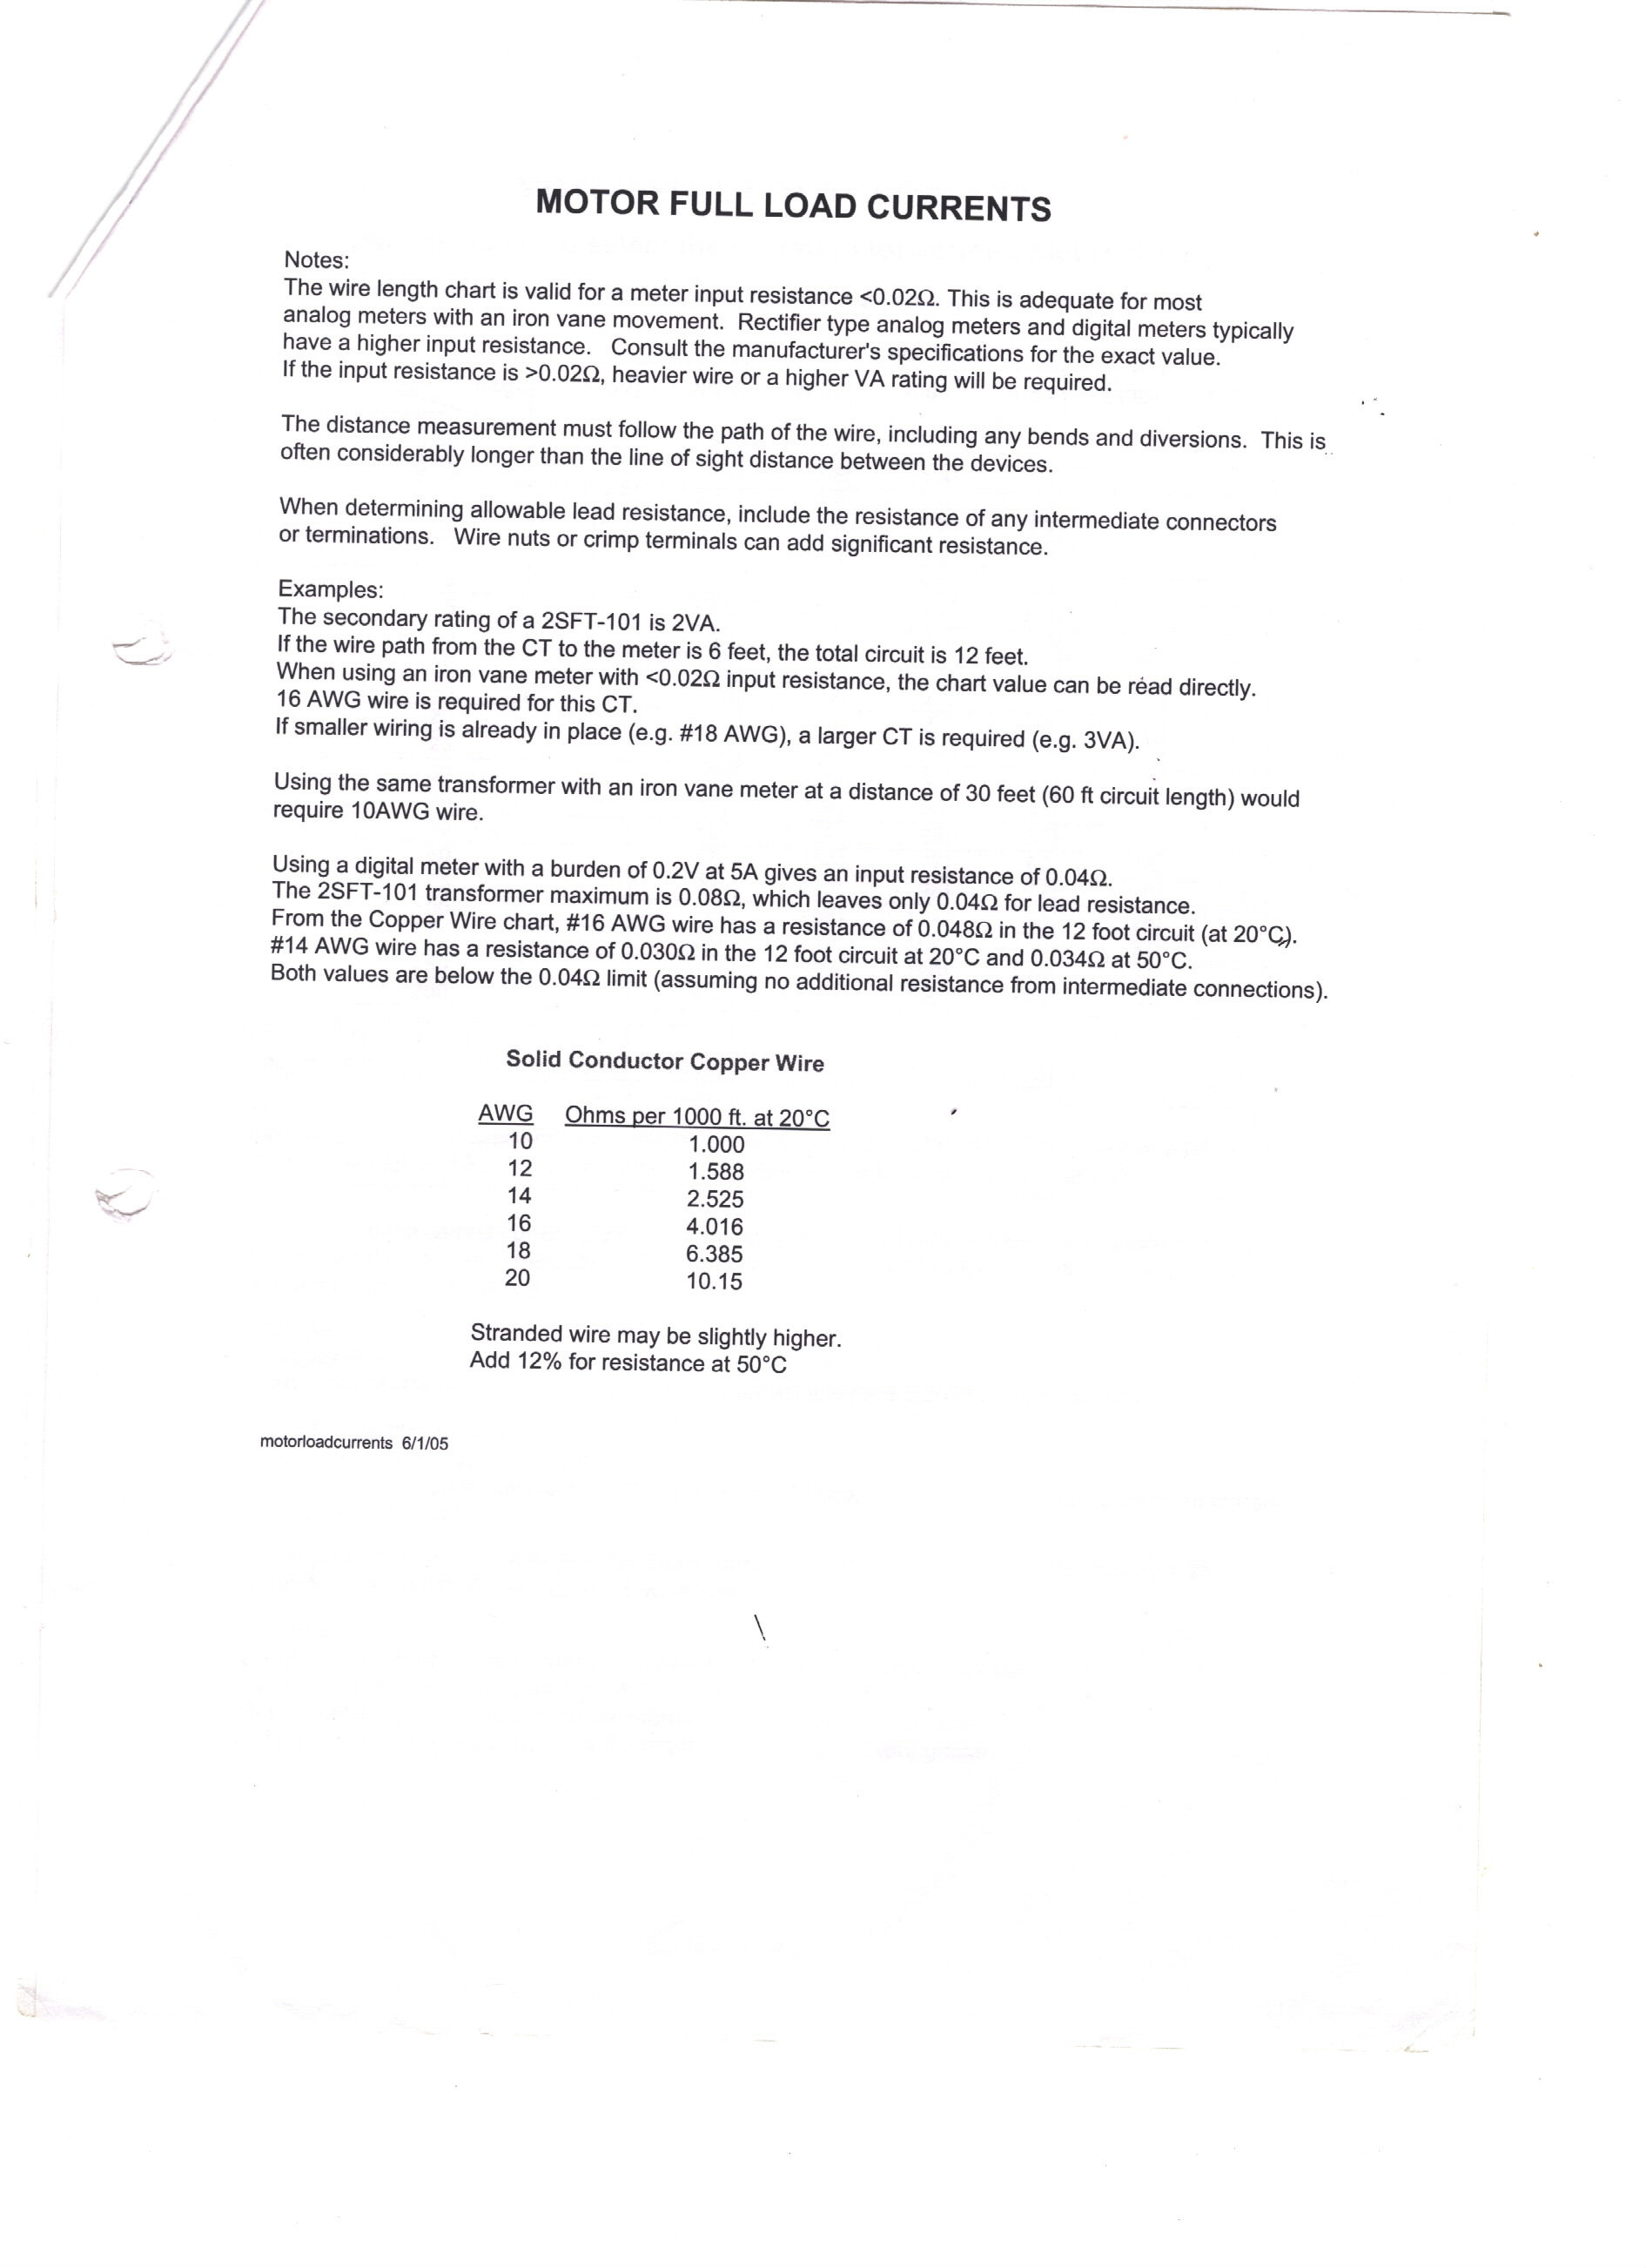 MOTOR FULL LOAD CURRENTS
Notes:
The wire length chart is valid for a meter input resistance <0.02Ω. This is adequate for most
analog meters with an iron vane movement. Rectifier type analog meters and digital meters typically
have a higher input resistance. Consult the manufacturer's specifications for the exact value.
If the input resistance is >0.02Ω, heavier wire or a higher VA rating will be required.
The distance measurement must follow the path of the wire, including any bends and diversions. This is
often considerably longer than the line of sight distance between the devices.
When determining allowable lead resistance, include the resistance of any intermediate connectors
or terminations. Wire nuts or crimp terminals can add significant resistance.
Examples:
The secondary rating of a 2SFT-101 is 2VA.
If the wire path from the CT to the meter is 6 feet, the total circuit is 12 feet.
When using an iron vane meter with <0.02Ω input resistance, the chart value can be read directly.
16 AWG wire is required for this CT.
If smaller wiring is already in place (e.g. #18 AWG), a larger CT is required (e.g. 3VA).
Using the same transformer with an iron vane meter at a distance of 30 feet (60 ft circuit length) would
require 10AWG wire.
Using a digital meter with a burden of 0.2V at 5A gives an input resistance of 0.04Ω.
The 2SFT-101 transformer maximum is 0.08Ω, which leaves only 0.04Ω for lead resistance.
From the Copper Wire chart, #16 AWG wire has a resistance of 0.048Ω in the 12 foot circuit (at 20°C).
#14 AWG wire has a resistance of 0.030Ω in the 12 foot circuit at 20°C and 0.034Ω at 50°C.
Both values are below the 0.04Ω limit (assuming no additional resistance from intermediate connections).
Solid Conductor Copper Wire
AWG Ohms per 1000 ft. at 20°C
10 1.000
12 1.588
14 2.525
16 4.016
18 6.385
20 10.15
Stranded wire may be slightly higher.
Add 12% for resistance at 50°C
motorloadcurrents 6/1/05